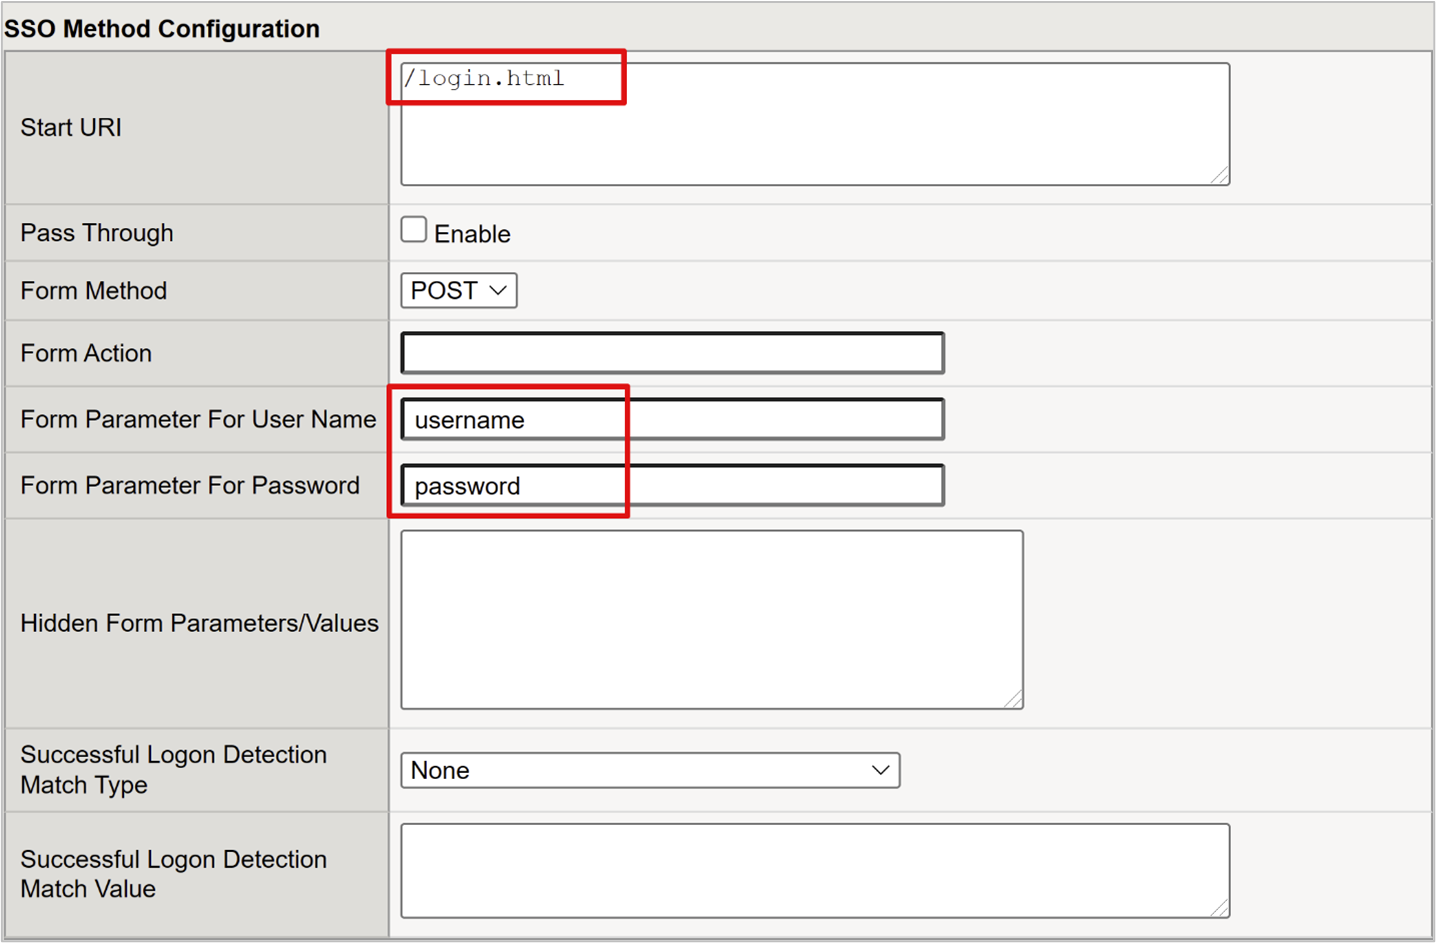 SSO Method Configuration
Start URI
/login.html
Pass Through
Enable
Form Method
POST
Form Action
Form Parameter For User Name
username
Form Parameter For Password
password
Hidden Form Parameters/Values
Successful Logon Detection
Match Type
None
Successful Logon Detection
Match Value